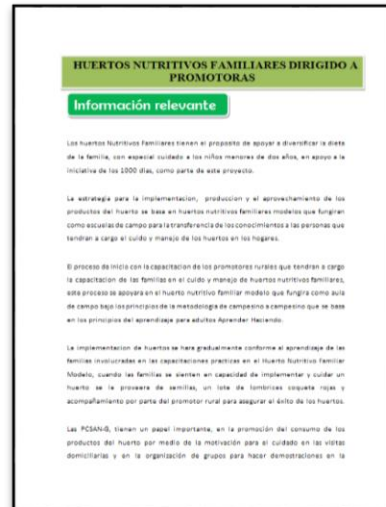 HUERTOS NUTRITIVOS FAMILIARES DIRIGIDO A
PROMOTORAS
Información relevante
Los huertos Nutritivos Familiares tienen el proposito de apoyar a diversificar la dieta
de la familia, con especial cuidado a los niños menores de dos años, en apoyo a la
iniciativa de los 1000 días, como parte de este proyecto.
La estrategia para la implementacion, produccion y el aprovechamiento de los
productos del huerto se basa en huertos nutritivos familiares modelos que fungiran
como escuelas de campo para la transferencia de los conocimientos a las personas que
tendran a cargo el cuido y manejo de los huertos en los hogares.
El proceso de inicio con la capacitacion de los promotores rurales que tendran a cargo
la capacitacion de las familias en el cuido y manejo de huertos nutritivos familiares,
este proceso se apoyara en el huerto nutritivo familiar modelo que fungira como aula
de campo bajo los principios de la metodologia de campesino a campesino que se basa
en los principios del aprendizaje para adultos Aprender Haciendo.
La implementacion de huertos se hara gradualmente conforme al aprendizaje de las
familias involucradas en las capacitaciones practicas en el Huerto Nutritivo Familiar
Modelo, cuando las familias se sienten en capacidad de implementar y cuidar un
huerto se le proveera de semillas, un lote de lombrices coqueta rojas y
acompañamiento por parte del promotor rural para asegurar el éxito de los huertos.
Las PCSAN-G, tienen un papel importante, en la promoción del consumo de los
productos del huerto por medio de la motivación para el cuidado en las visitas
domiciliarias y en la organización de grupos para hacer demostraciones en la